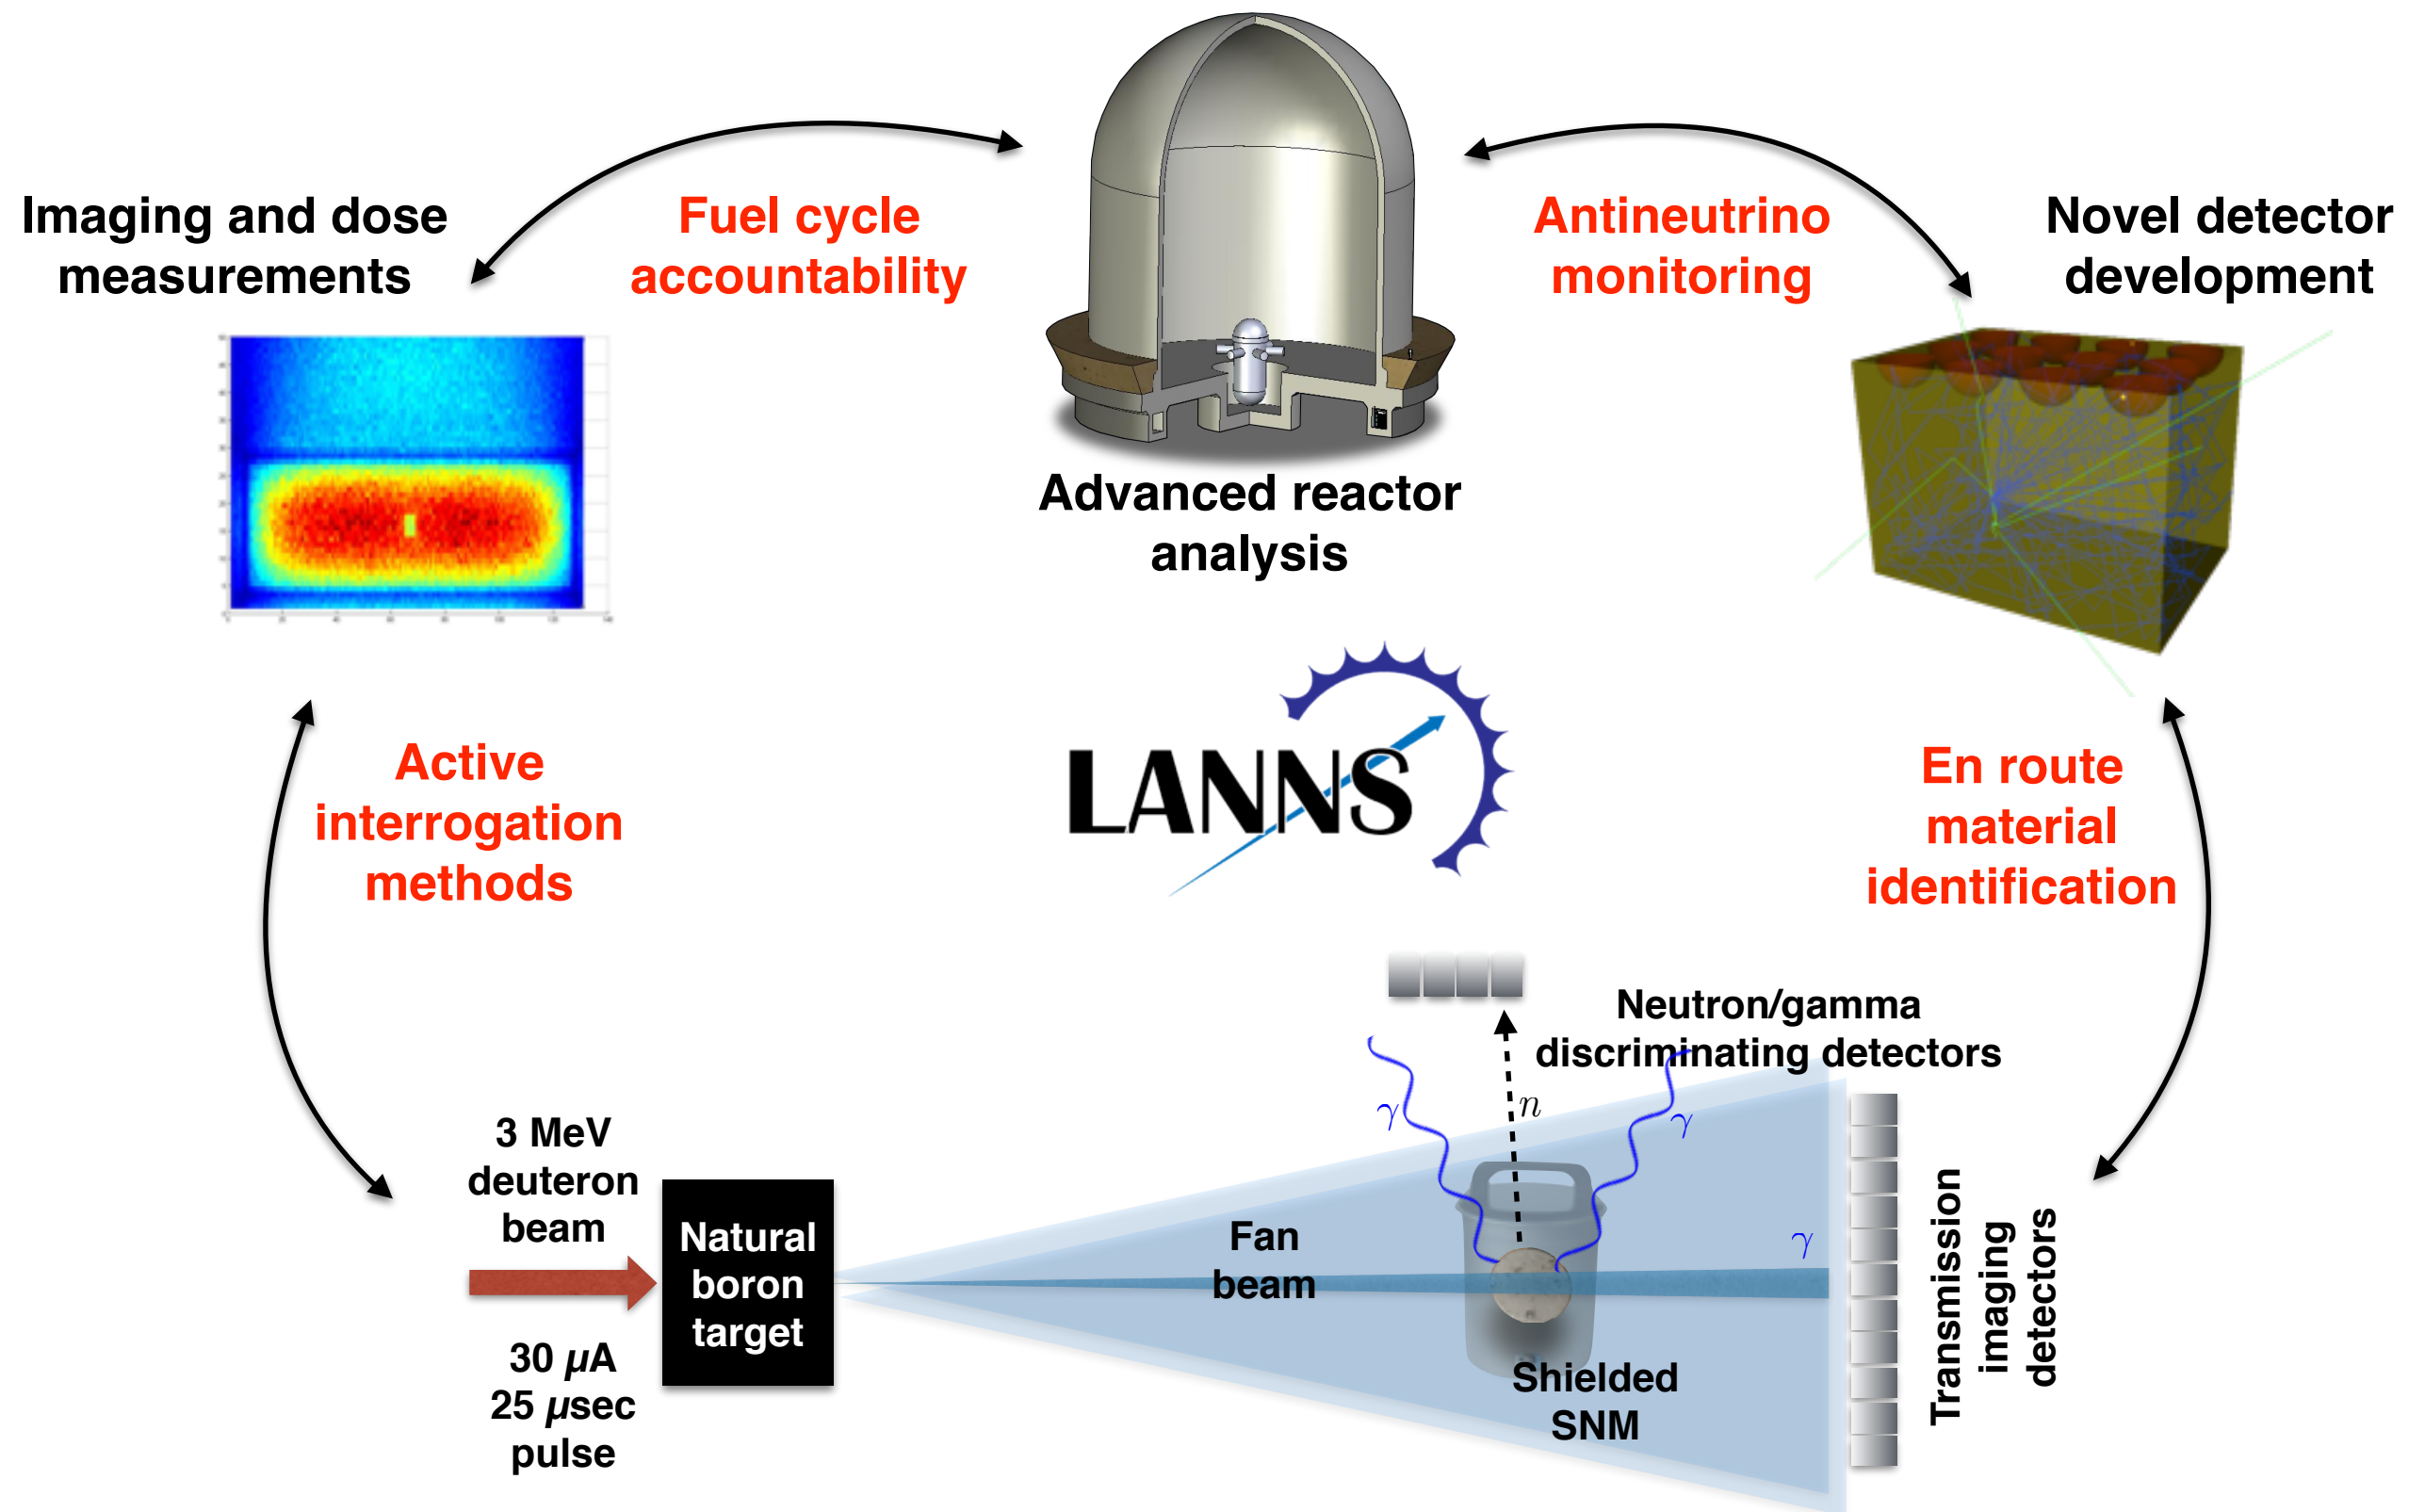 Imaging and dose
measurements
Fuel cycle
accountability
Antineutrino
monitoring
Novel detector
development
Advanced reactor
analysis
LANNS
Active
interrogation
methods
En route
material
identification
Neutron/gamma
discriminating detectors
n
γ
γ
γ
3 MeV
deuteron
beam
30 µA
25 µsec
pulse
Natural
boron
target
Fan
beam
Shielded
SNM
Transmission
imaging
detectors